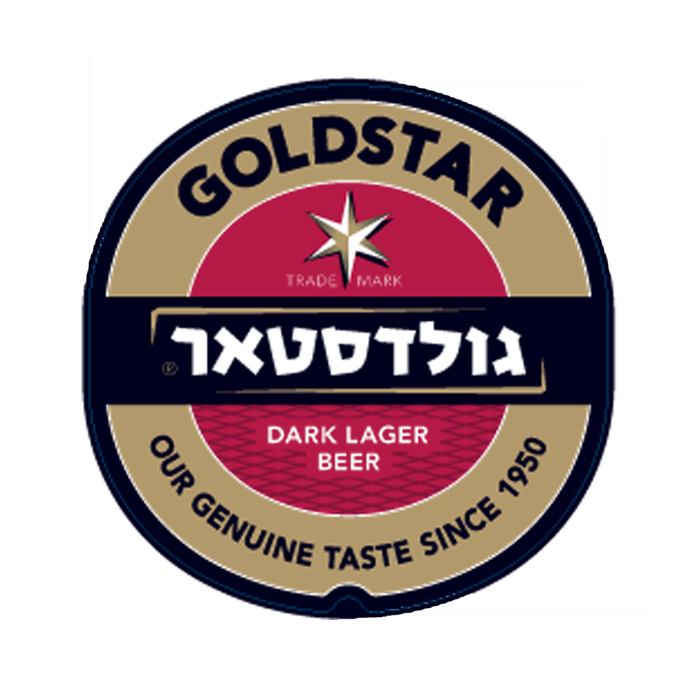 GOLDSTAR
TRADE MARK
גולדסטאר®
DARK LAGER
BEER
OUR GENUINE TASTE SINCE 1950